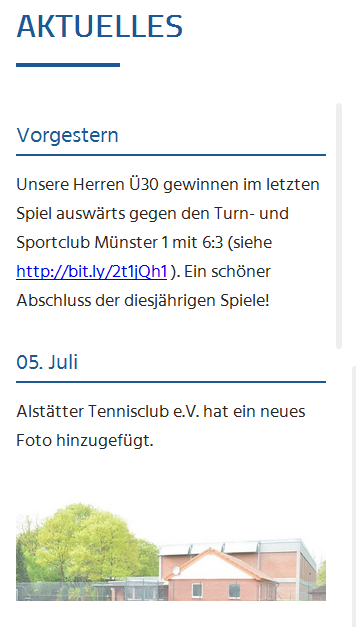 AKTUELLES
Vorgestern
Unsere Herren Ü30 gewinnen im letzten
Spiel auswärts gegen den Turn- und
Sportclub Münster 1 mit 6:3 (siehe
http://bit.ly/2t1jQh1 ). Ein schöner
Abschluss der diesjährigen Spiele!
05. Juli
Alstätter Tennisclub e.V. hat ein neues
Foto hinzugefügt.